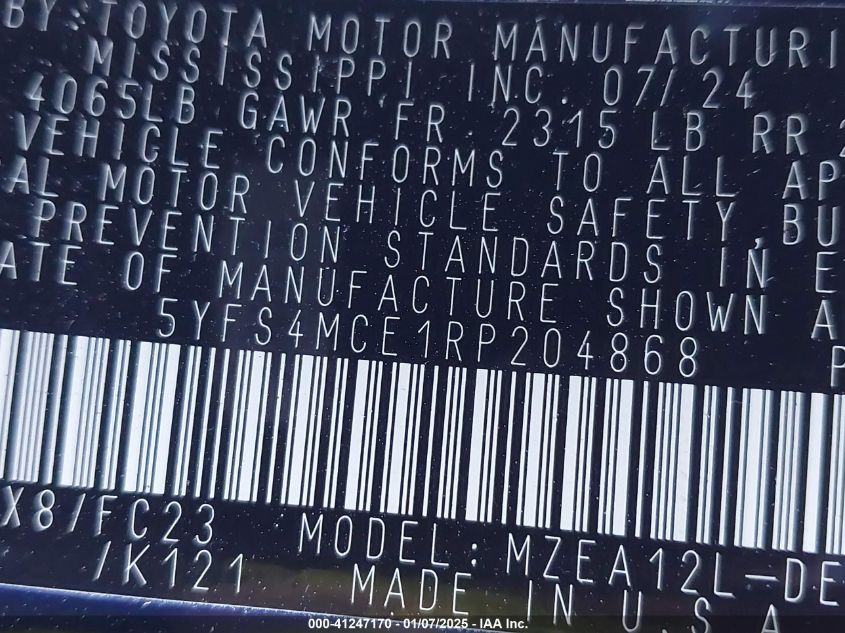 BY TOYOTA MOTOR MANUFACTURI
MISSISSIPPI INC. 07/24
4065LB GAWR FR 2315 LB RR 2
VEHICLE CONFORMS TO ALL AP
AL MOTOR VEHICLE SAFETY, BU
PREVENTION STANDARDS IN E
ATE OF MANUFACTURE SHOWN A
5YFS4MCE1RP204868 P
X8/FC23 MODEL: MZEA12L-DE
/K121 MADE IN U.S.A
000-41247170 - 01/07/2025 - IAA Inc.